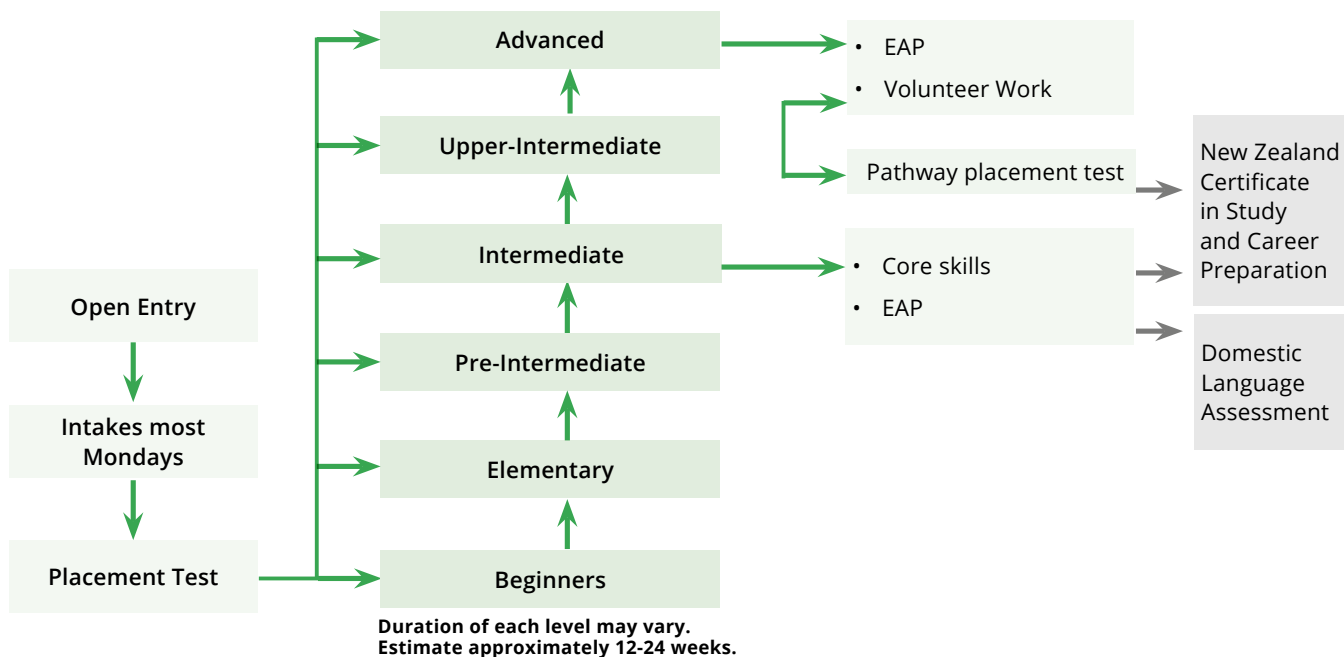 Open Entry
Intakes most
Mondays
Placement Test
Advanced
Upper-Intermediate
Intermediate
Pre-Intermediate
Elementary
Beginners
Duration of each level may vary.
Estimate approximately 12-24 weeks.
• EAP
• Volunteer Work
Pathway placement test
• Core skills
• EAP
New Zealand
Certificate
in Study
and Career
Preparation
Domestic
Language
Assessment